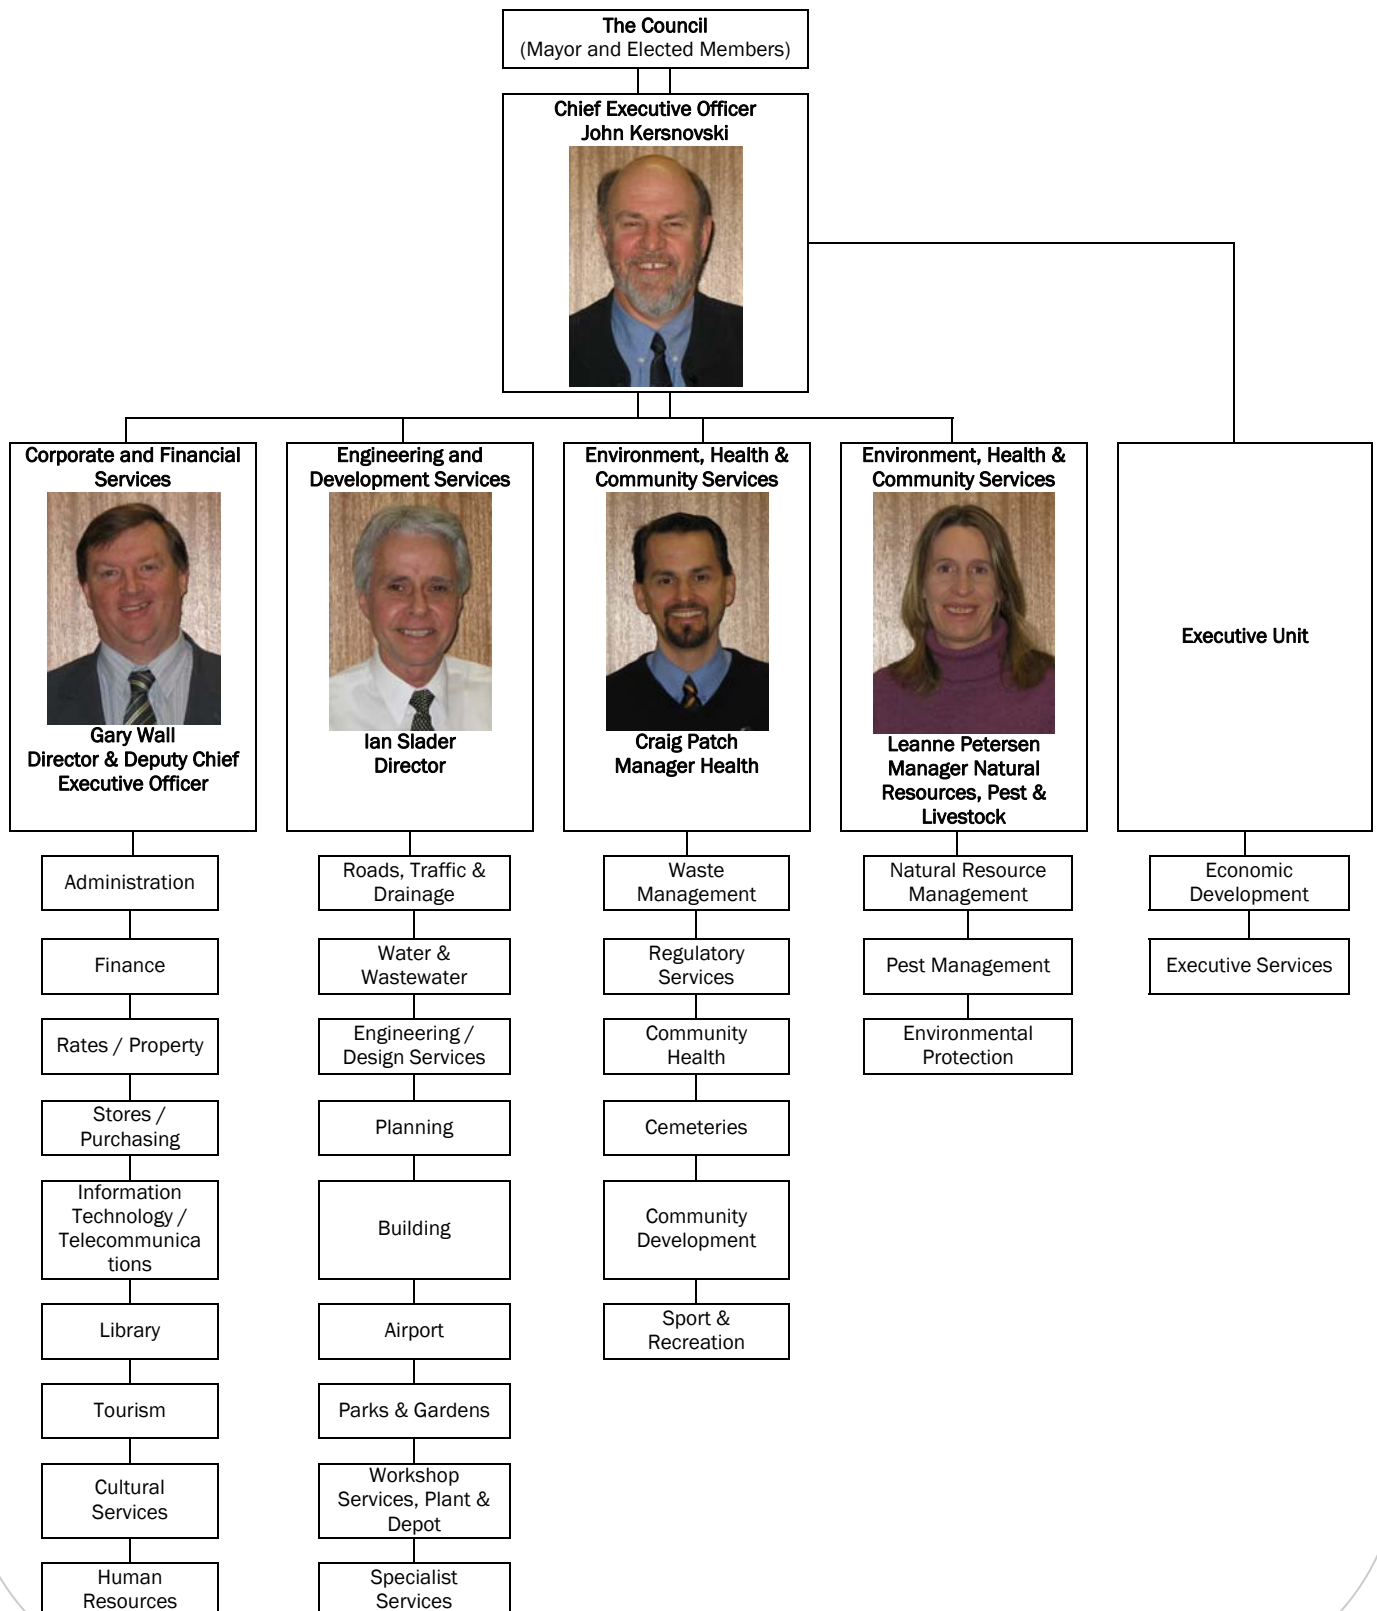 The Council
(Mayor and Elected Members)
Chief Executive Officer
John Kersnovski
Corporate and Financial
Services
Gary Wall
Director & Deputy Chief
Executive Officer
Engineering and
Development Services
Ian Slader
Director
Environment, Health &
Community Services
Craig Patch
Manager Health
Environment, Health &
Community Services
Leanne Petersen
Manager Natural
Resources, Pest &
Livestock
Executive Unit
Administration
Finance
Rates / Property
Stores /
Purchasing
Information
Technology /
Telecommunica
tions
Library
Tourism
Cultural
Services
Human
Resources
Roads, Traffic &
Drainage
Water &
Wastewater
Engineering /
Design Services
Planning
Building
Airport
Parks & Gardens
Workshop
Services, Plant &
Depot
Specialist
Services
Waste
Management
Regulatory
Services
Community
Health
Cemeteries
Community
Development
Sport &
Recreation
Natural Resource
Management
Pest Management
Environmental
Protection
Economic
Development
Executive Services